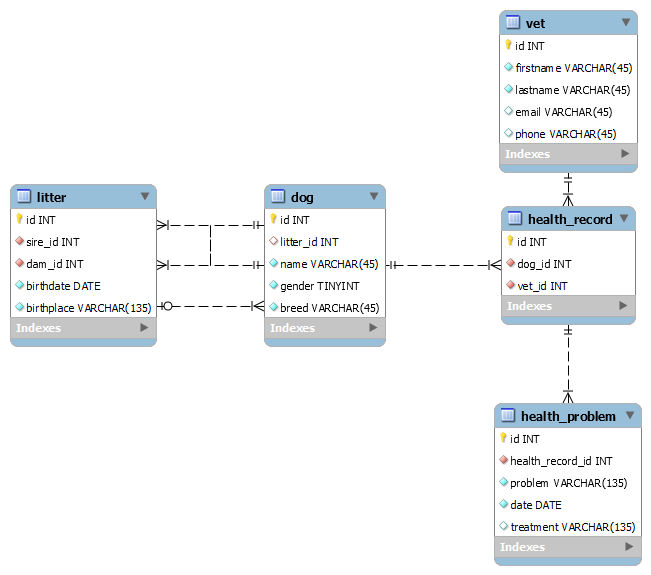 vet
id INT
firstname VARCHAR(45)
lastname VARCHAR(45)
email VARCHAR(45)
phone VARCHAR(45)
Indexes
litter
id INT
sire_id INT
dam_id INT
birthdate DATE
birthplace VARCHAR(135)
Indexes
dog
id INT
litter_id INT
name VARCHAR(45)
gender TINYINT
breed VARCHAR(45)
Indexes
health_record
id INT
dog_id INT
vet_id INT
Indexes
health_problem
id INT
health_record_id INT
problem VARCHAR(135)
date DATE
treatment VARCHAR(135)
Indexes